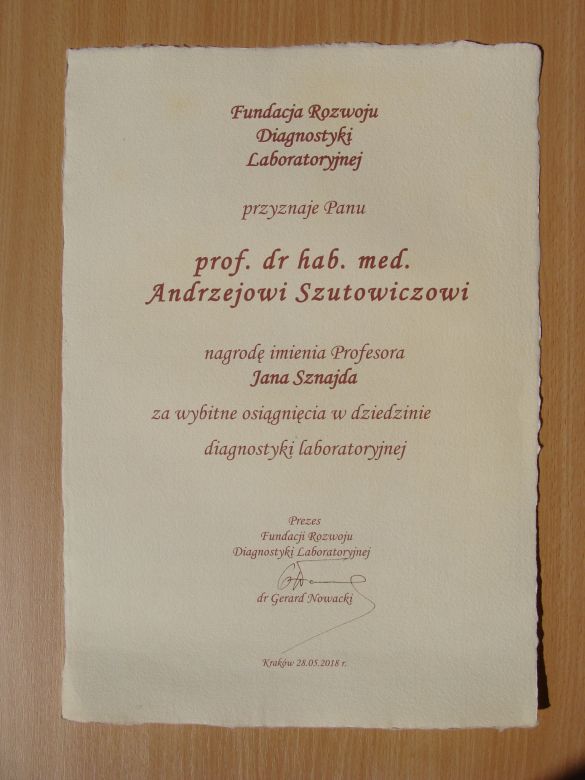 Fundacja Rozwoju
Diagnostyki
Laboratoryjnej
przyznaje Panu
prof. dr hab. med.
Andrzejowi Szutowiczowi
nagrodę imienia Profesora
Jana Sznajda
za wybitne osiągnięcia w dziedzinie
diagnostyki laboratoryjnej
Prezes
Fundacji Rozwoju
Diagnostyki Laboratoryjnej
dr Gerard Nowacki
Kraków 28.05.2018 r.